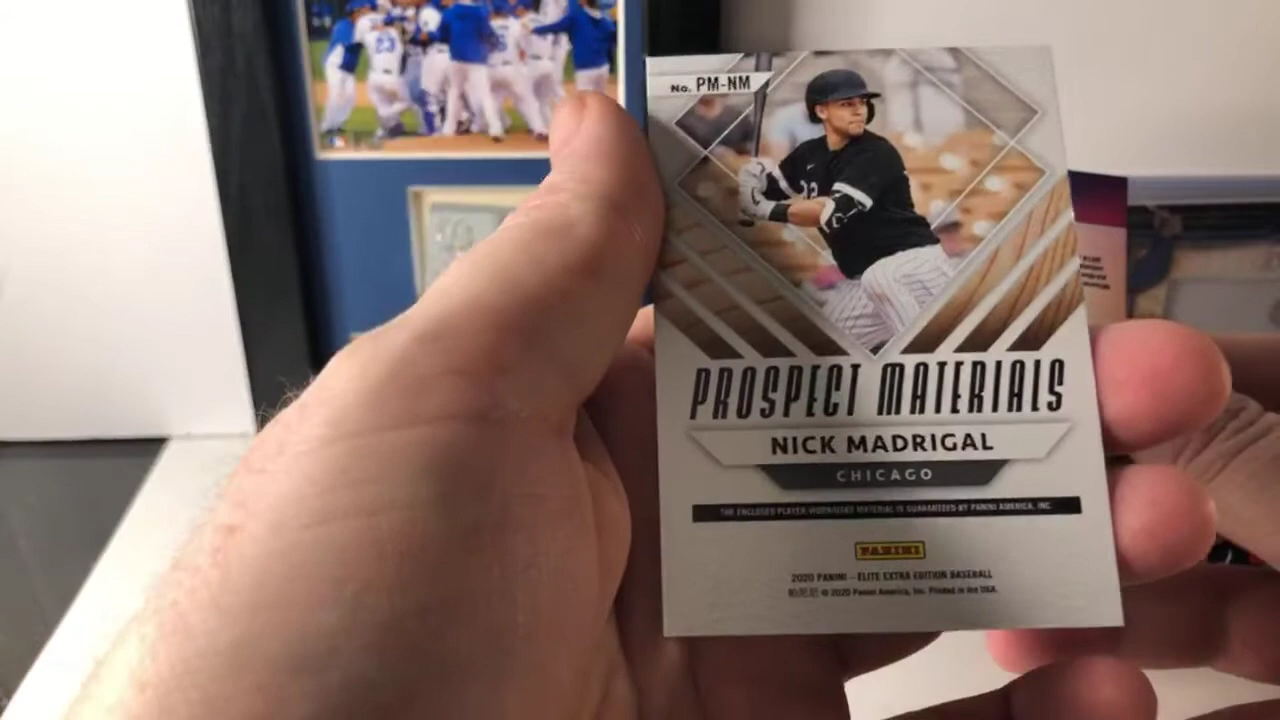 23
No. PM-NM
PROSPECT MATERIALS
NICK MADRIGAL
CHICAGO
THE ENCLOSED PLAYER-WORN/USED MATERIAL IS GUARANTEED BY PANINI AMERICA, INC.
PANINI
2020 PANINI – ELITE EXTRA EDITION BASEBALL
© 2020 Panini America, Inc. Printed in the USA.